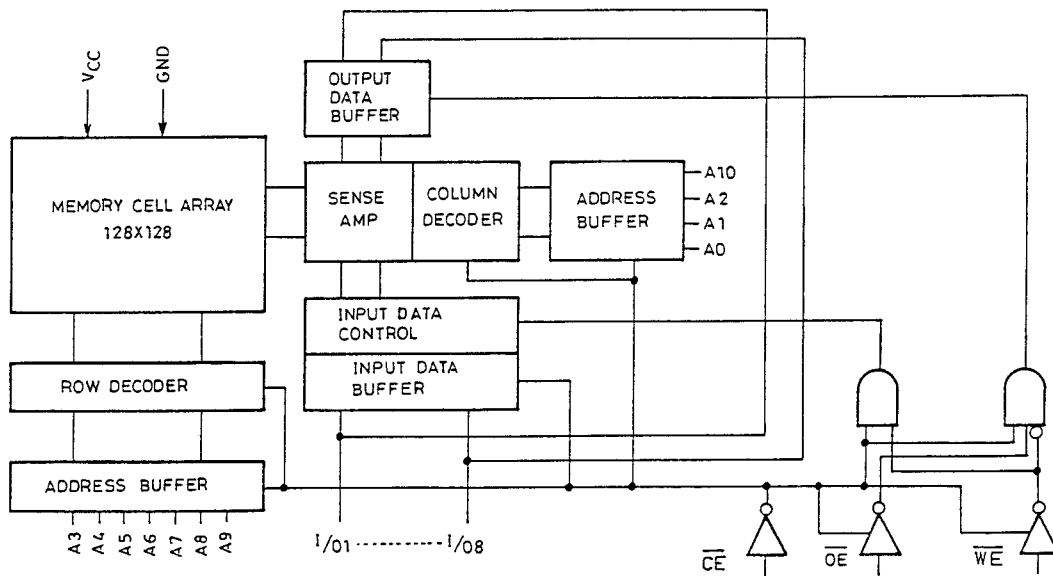 VCC
GND
OUTPUT
DATA
BUFFER
MEMORY CELL ARRAY
128X128
SENSE
AMP
COLUMN
DECODER
ADDRESS
BUFFER
A10
A2
A1
A0
INPUT DATA
CONTROL
INPUT DATA
BUFFER
ROW DECODER
ADDRESS BUFFER
A3 A4 A5 A6 A7 A8 A9
I/O1 --------- I/O8
CE
OE
WE